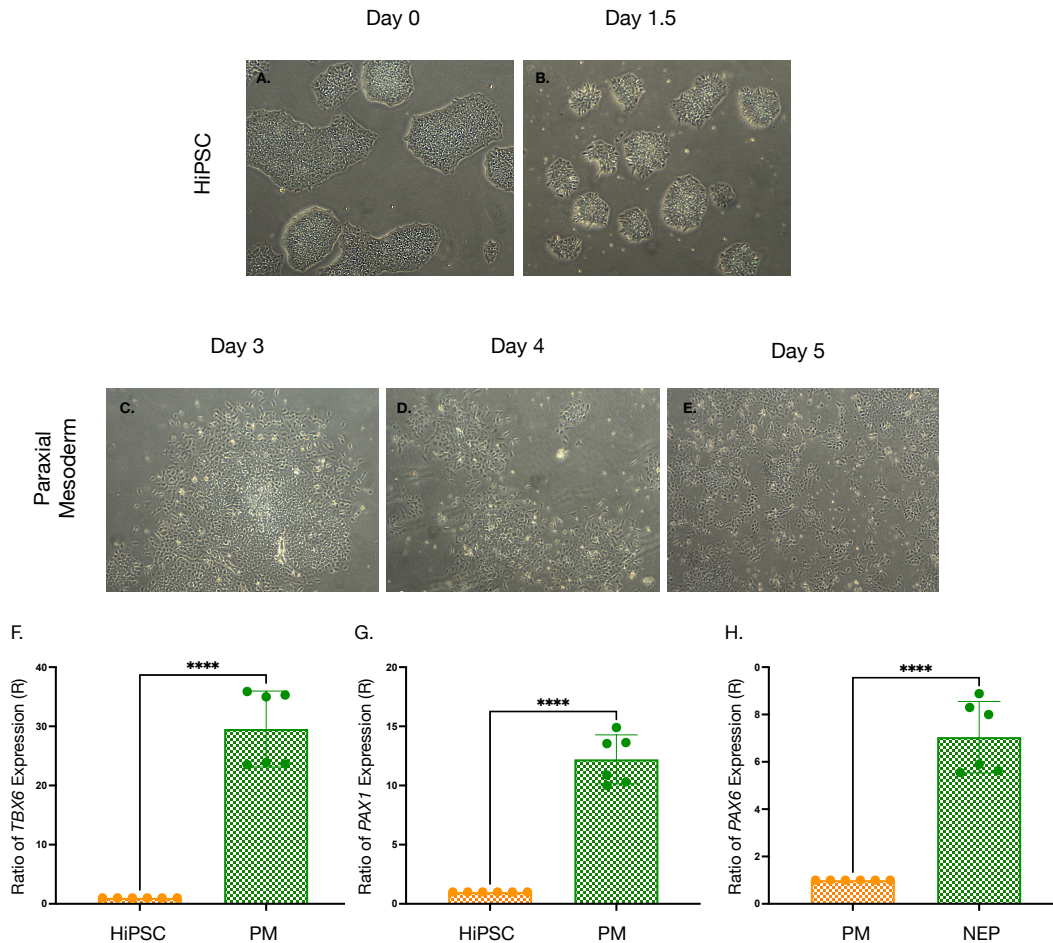 Day 0
Day 1.5
A.
B.
HiPSC
Day 3
Day 4
Day 5
C.
D.
E.
Paraxial
Mesoderm
F.
G.
H.
Ratio of TBX6 Expression (R)
40
30
20
10
0
****
HiPSC
PM
Ratio of PAX1 Expression (R)
20
15
10
5
0
****
HiPSC
PM
Ratio of PAX6 Expression (R)
0
8
6
4
2
0
****
PM
NEP